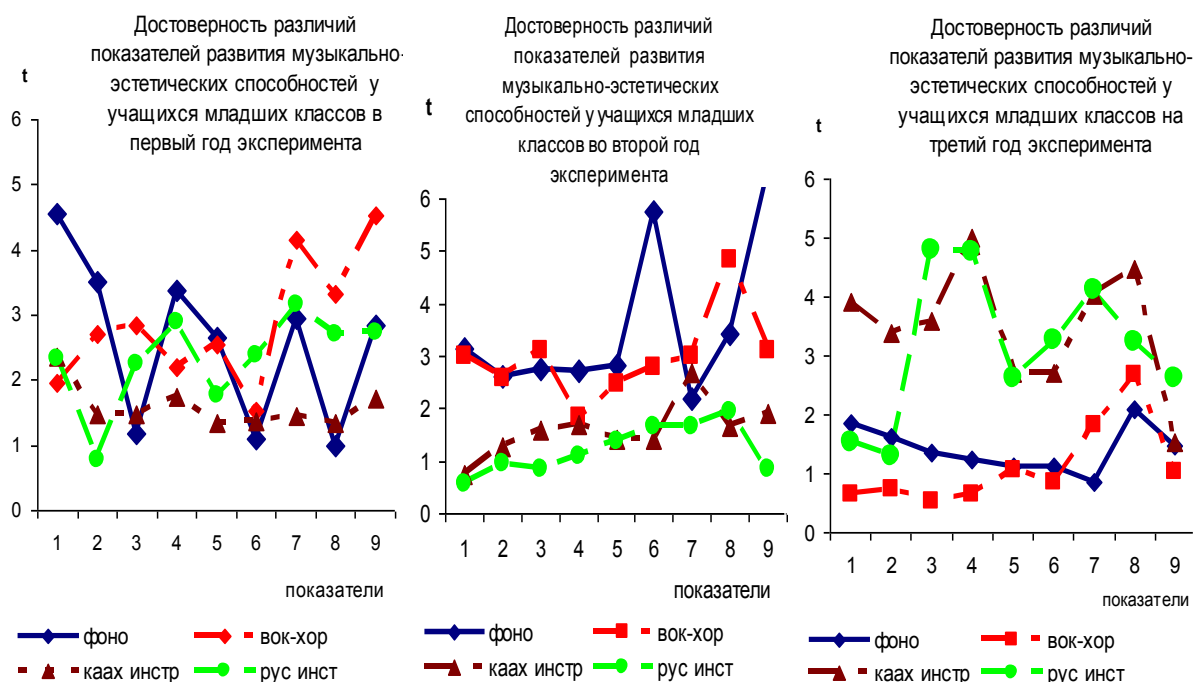 Достоверность различий
показателей развития музыкально-
эстетических способностей у
учащихся младших классов в
первый год эксперимента
t
6
5
4
3
2
1
0
1 2 3 4 5 6 7 8 9
показатели
фоно
вок-хор
каах инстр
рус инст
Достоверность различий
показателей развития
музыкально-эстетических
способностей у учащихся младших
классов во второй год
эксперимента
t
6
5
4
3
2
1
0
1 2 3 4 5 6 7 8 9
показатели
фоно
вок-хор
каах инстр
рус инст
Достоверность различий
показателй развития музыкально-
эстетических способностей у
учащихся младших классов на
третий год эксперимента
t
6
5
4
3
2
1
0
1 2 3 4 5 6 7 8 9
показатели
фоно
вок-хор
каах инстр
рус инст